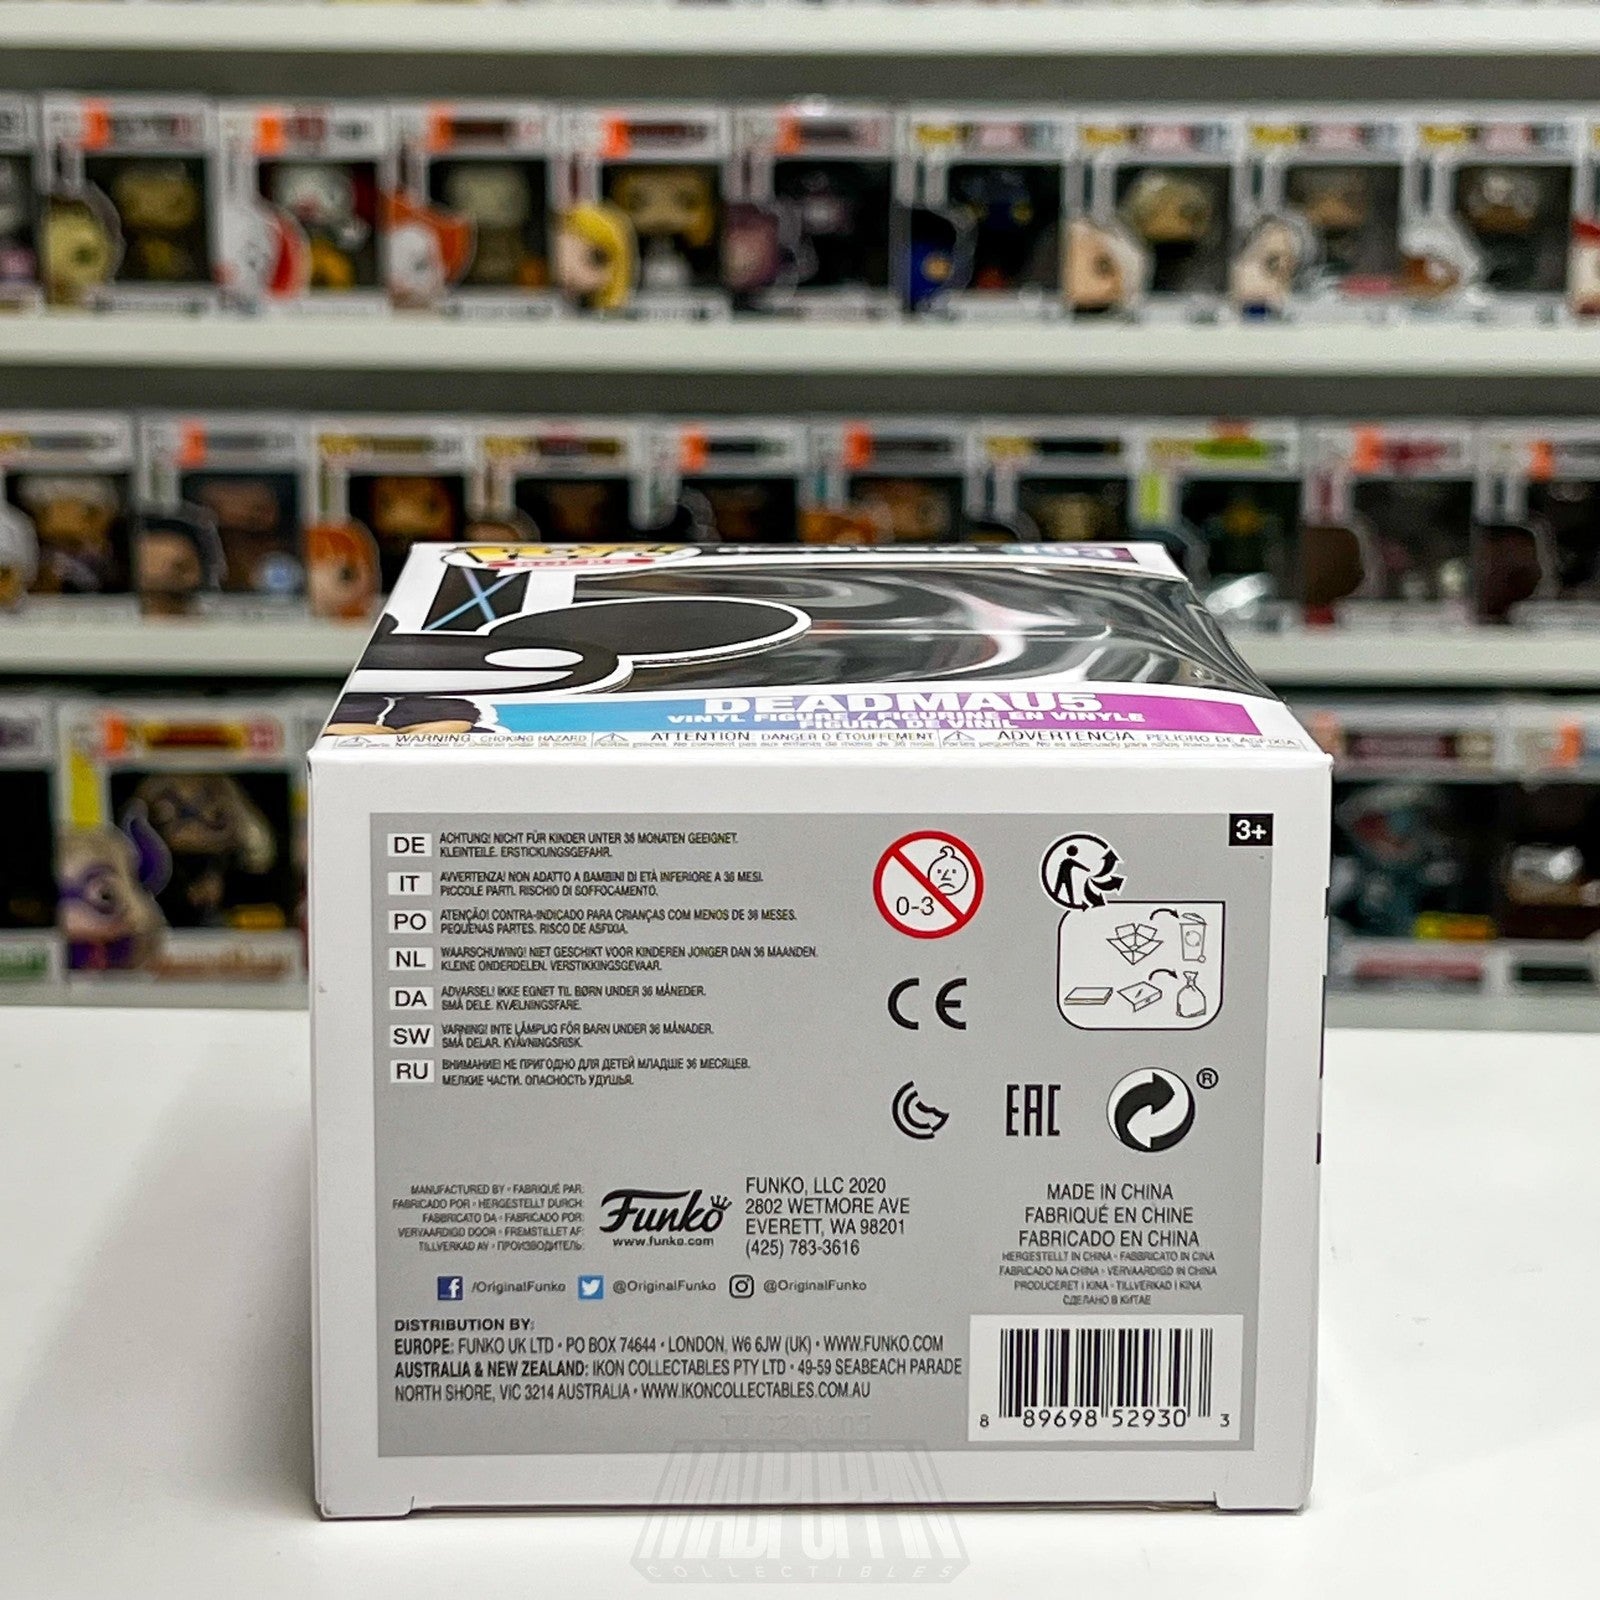 ROCKS
DEADMAU5
VINYL FIGURE / FIGURINE EN VINYLE
FIGURA DE VINIL
WARNING: CHOKING HAZARD ATTENTION: DANGER D'ÉTOUFFEMENT ADVERTENCIA: PELIGRO DE ASFIXIA
3+
DE ACHTUNG! NICHT FÜR KINDER UNTER 36 MONATEN GEEIGNET.
KLEINTEILE. ERSTICKUNGSGEFAHR.
IT AVVERTENZA! NON ADATTO A BAMBINI DI ETÀ INFERIORE A 36 MESI.
PICCOLE PARTI. RISCHIO DI SOFFOCAMENTO.
PO ATENÇÃO! CONTRA-INDICADO PARA CRIANÇAS COM MENOS DE 36 MESES.
PEQUENAS PARTES. RISCO DE ASFIXIA.
NL WAARSCHUWING! NIET GESCHIKT VOOR KINDEREN JONGER DAN 36 MAANDEN.
KLEINE ONDERDELEN. VERSTIKKINGSGEVAAR.
DA ADVARSEL! IKKE EGNET TIL BØRN UNDER 36 MÅNEDER.
SMÅ DELE. KVÆLNINGSFARE.
SW VARNING! INTE LÄMPLIG FÖR BARN UNDER 36 MÅNADER.
SMÅ DELAR. KVÄVNINGSRISK.
RU ВНИМАНИЕ! НЕ ПРИГОДНО ДЛЯ ДЕТЕЙ МЛАДШЕ 36 МЕСЯЦЕВ.
МЕЛКИЕ ЧАСТИ. ОПАСНОСТЬ УДУШЬЯ.
0-3
CE
EAC
®
MANUFACTURED BY • FABRIQUÉ PAR:
FABRICADO POR • HERGESTELLT DURCH:
FABBRICATO DA • FABRICADO POR:
VERVAARDIGD DOOR • FREMSTILLET AF:
TILLVERKAD AV • ПРОИЗВОДИТЕЛЬ:
Funko
www.funko.com
FUNKO, LLC 2020
2802 WETMORE AVE
EVERETT, WA 98201
(425) 783-3616
MADE IN CHINA
FABRIQUÉ EN CHINE
FABRICADO EN CHINA
HERGESTELLT IN CHINA • FABBRICATO IN CINA
FABRICADO NA CHINA • VERVAARDIGD IN CHINA
PRODUCERET I KINA • TILLVERKAD I KINA
СДЕЛАНО В КИТАЕ
f /OriginalFunko @OriginalFunko @OriginalFunko
DISTRIBUTION BY:
EUROPE: FUNKO UK LTD • PO BOX 74644 • LONDON, W6 6JW (UK) • WWW.FUNKO.COM
AUSTRALIA & NEW ZEALAND: IKON COLLECTABLES PTY LTD • 49-59 SEABEACH PARADE
NORTH SHORE, VIC 3214 AUSTRALIA • WWW.IKONCOLLECTABLES.COM.AU
8 89698 52930 3
MADPOPPIN
COLLECTIBLES